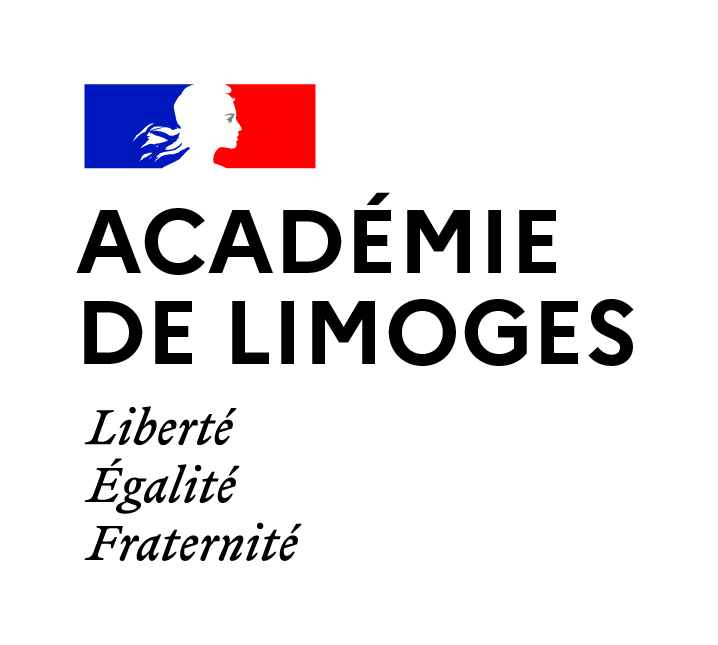 ACADÉMIE
DE LIMOGES
Liberté
Égalité
Fraternité